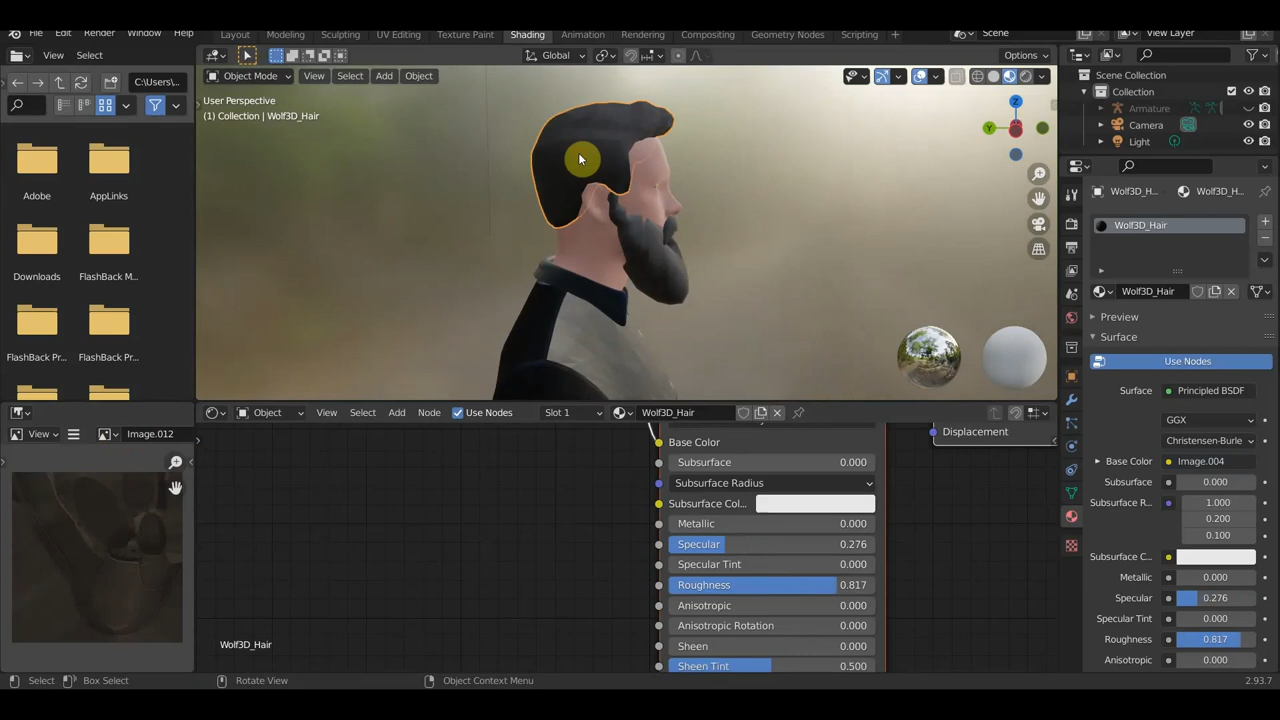 File Edit Render Window Help Layout Modeling Sculpting UV Editing Texture Paint Shading Animation Rendering Compositing Geometry Nodes Scripting + Scene View Layer
View Select Global Options
C:\Users\...
Object Mode View Select Add Object
User Perspective
(1) Collection | Wolf3D_Hair
Z
Y
Adobe AppLinks
Downloads FlashBack M...
FlashBack Pr... FlashBack Pr...
Scene Collection
Collection
Armature
Camera
Light
Wolf3D_H... Wolf3D_H...
Wolf3D_Hair
Wolf3D_Hair
Preview
Surface
Use Nodes
Surface Principled BSDF
GGX
Christensen-Burle
Base Color Image.004
Subsurface 0.000
Subsurface R... 1.000
0.200
0.100
Subsurface C...
Metallic 0.000
Specular 0.276
Specular Tint 0.000
Roughness 0.817
Anisotropic 0.000
View Image.012
Object View Select Add Node Use Nodes Slot 1 Wolf3D_Hair
Displacement
Base Color
Subsurface 0.000
Subsurface Radius
Subsurface Col...
Metallic 0.000
Specular 0.276
Specular Tint 0.000
Roughness 0.817
Anisotropic 0.000
Anisotropic Rotation 0.000
Sheen 0.000
Sheen Tint 0.500
Wolf3D_Hair
Select Box Select Rotate View Object Context Menu 2.93.7